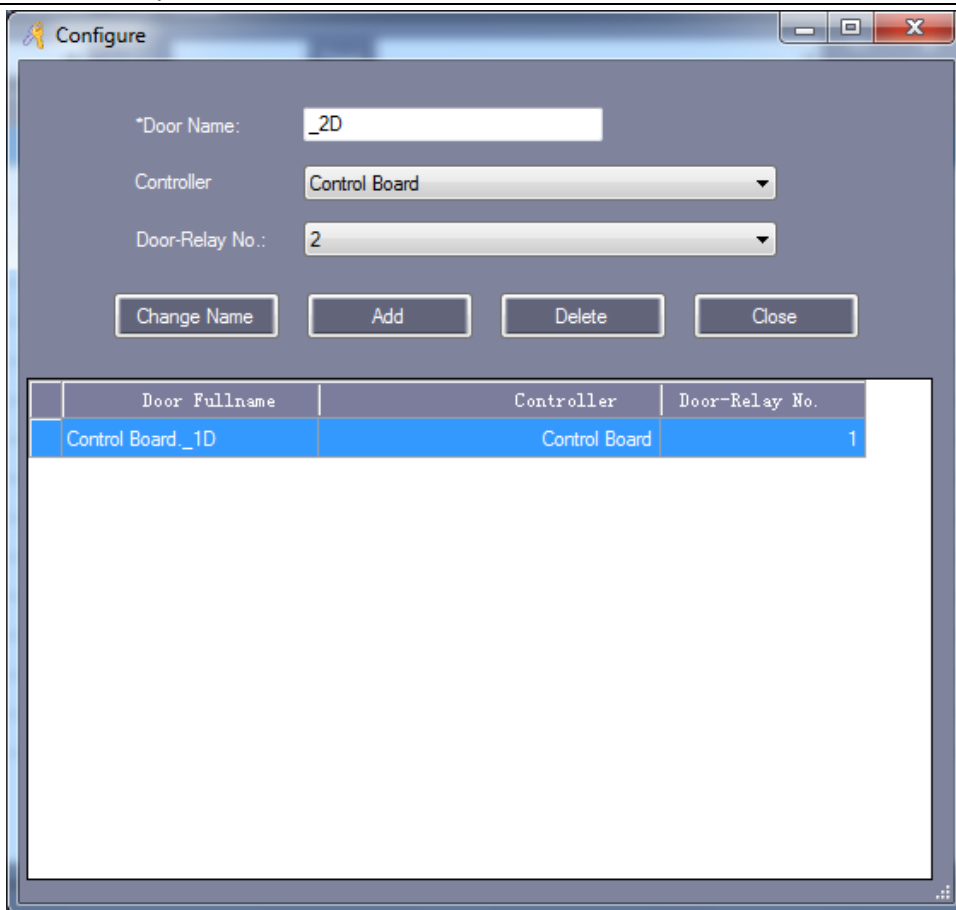 Configure
*Door Name: _2D
Controller Control Board
Door-Relay No.: 2
Change Name Add Delete Close
Door Fullname Controller Door-Relay No.
Control Board._1D Control Board 1